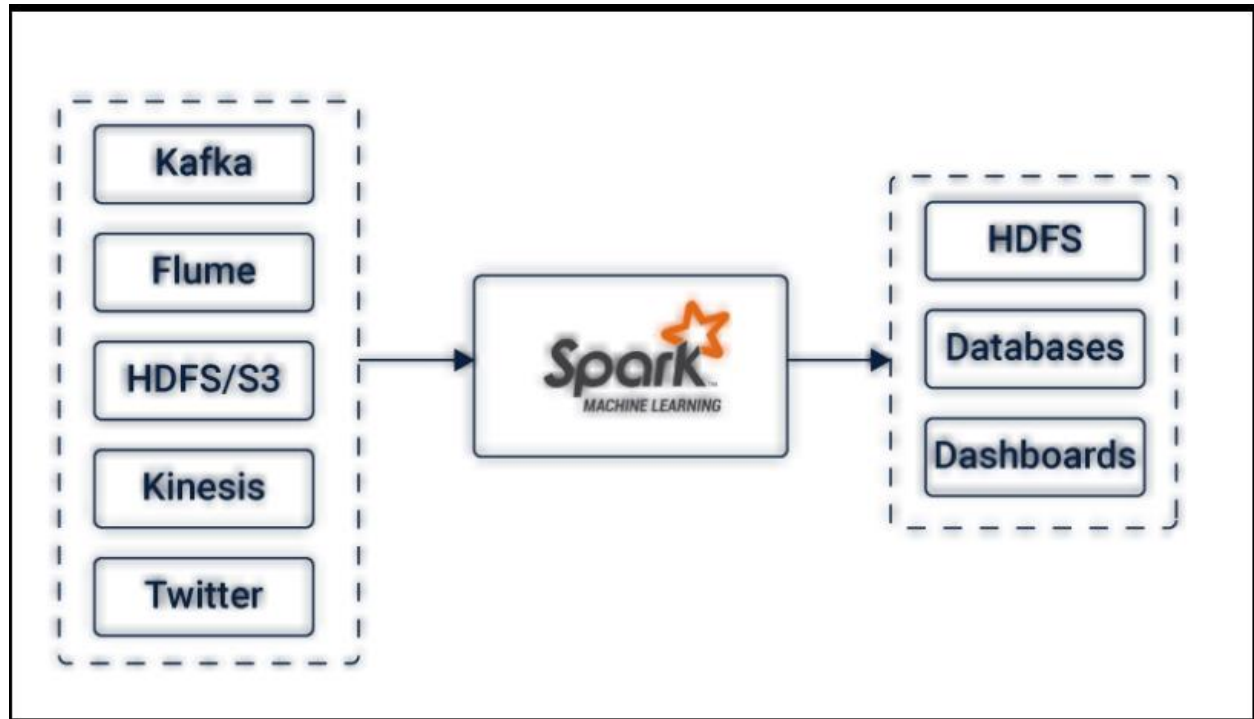 Kafka
Flume
HDFS/S3
Kinesis
Twitter
Spark
MACHINE LEARNING
HDFS
Databases
Dashboards